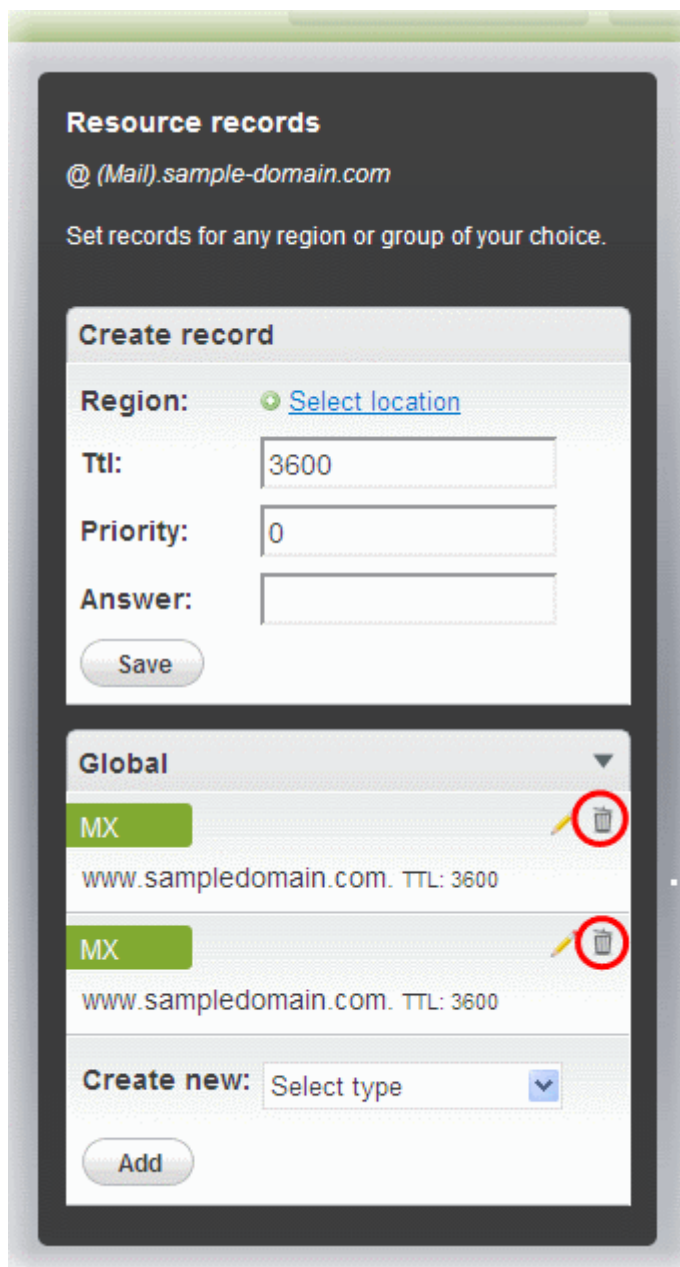 Resource records
@ (Mail).sample-domain.com
Set records for any region or group of your choice.
Create record
Region: Select location
Ttl: 3600
Priority: 0
Answer:
Save
Global
MX
www.sampledomain.com. TTL: 3600
MX
www.sampledomain.com. TTL: 3600
Create new: Select type
Add